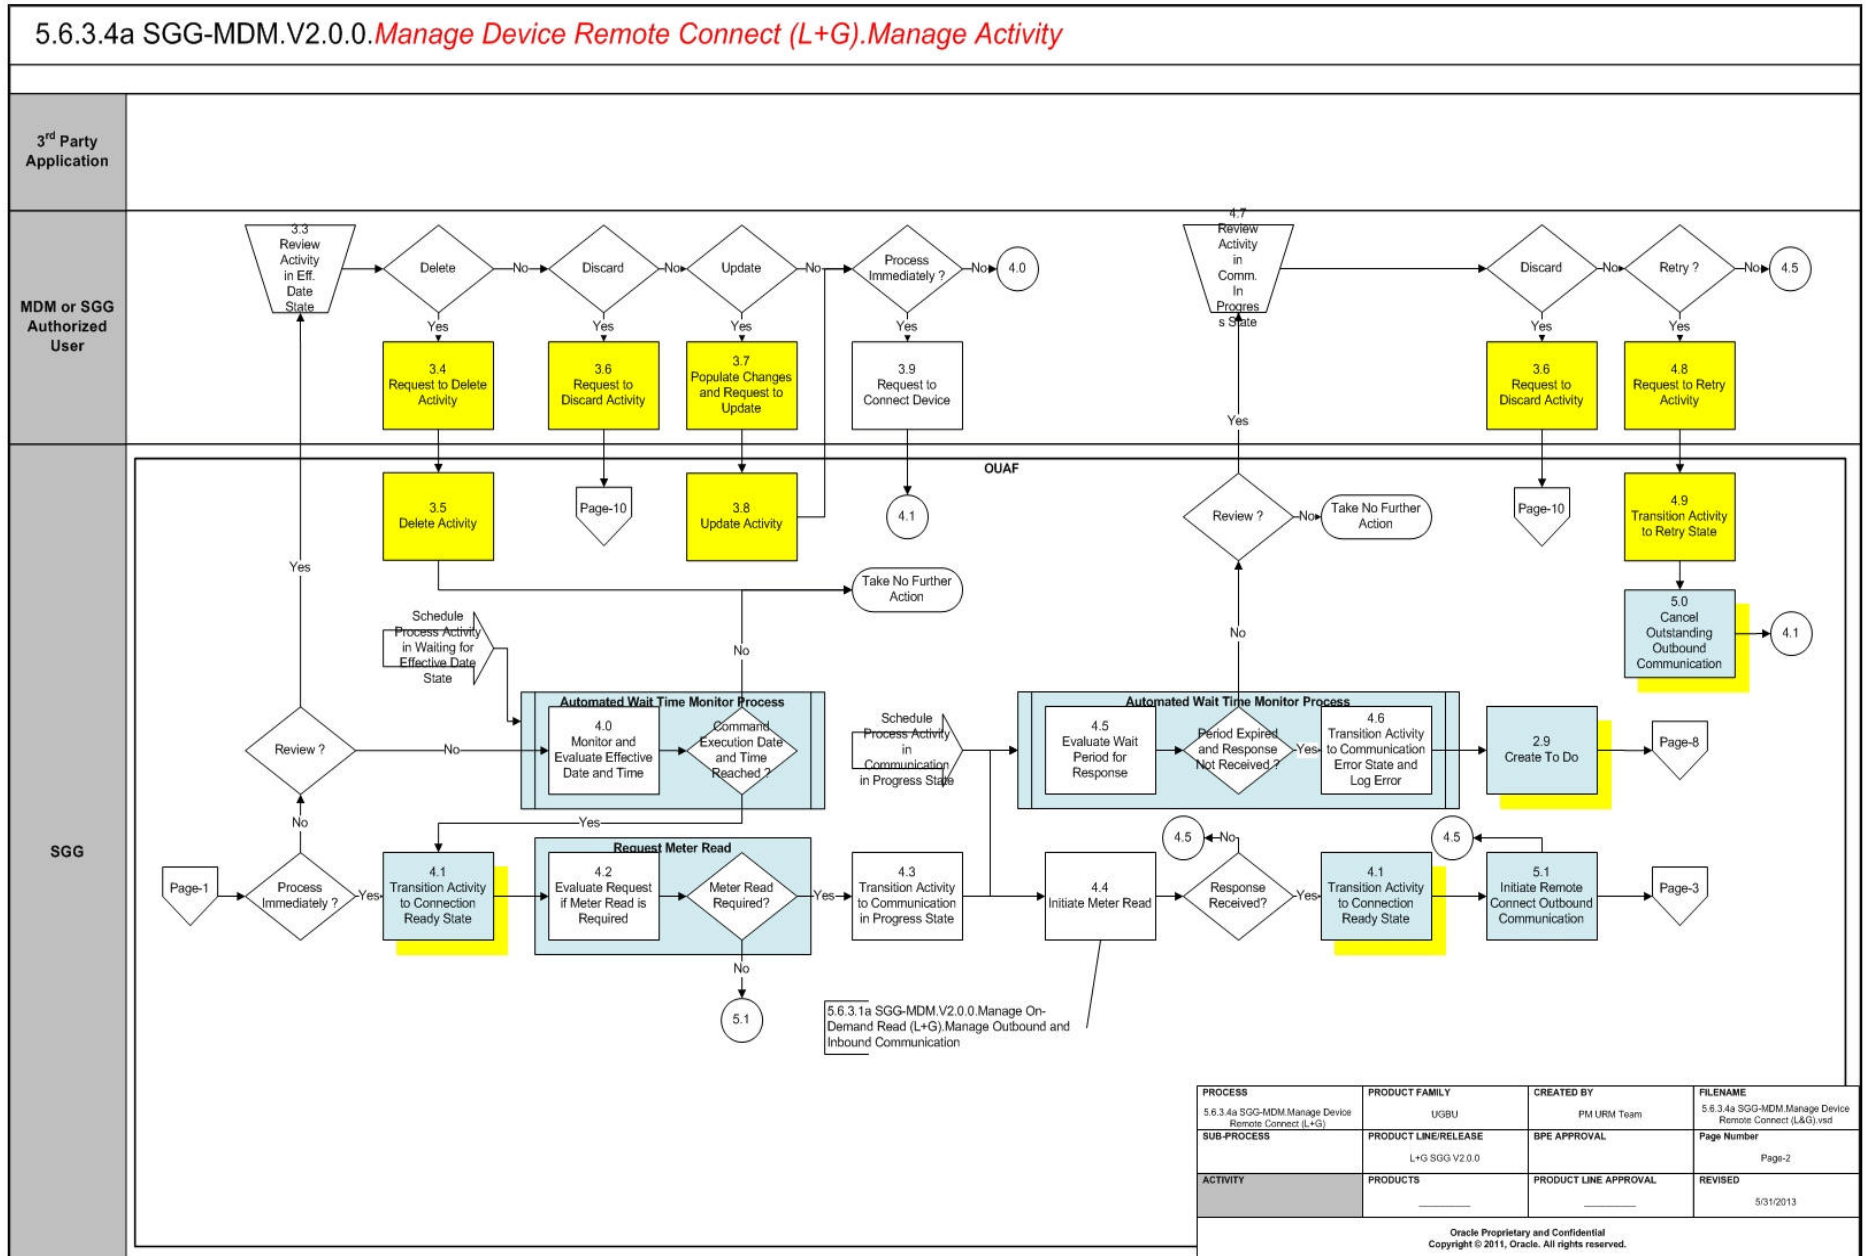 5.6.3.4a SGG-MDM.V2.0.0.Manage Device Remote Connect (L+G).Manage Activity
3rd Party
Application
MDM or SGG
Authorized
User
3.3
Review
Activity
in Eff.
Date
State
Delete
No
Discard
No
Update
No
Process
Immediately ?
No
4.0
Yes
Yes
Yes
Yes
3.4
Request to Delete
Activity
3.6
Request to
Discard Activity
3.7
Populate Changes
and Request to
Update
3.9
Request to
Connect Device
4.7
Review
Activity
in
Comm.
In
Progres
s State
Discard
No
Retry ?
No
4.5
Yes
Yes
3.6
Request to
Discard Activity
4.8
Request to Retry
Activity
Yes
SGG
OUAF
3.5
Delete Activity
Page-10
3.8
Update Activity
4.1
Review ?
No
Take No Further
Action
Page-10
4.9
Transition Activity
to Retry State
Yes
Take No Further
Action
Schedule
Process Activity
in Waiting for
Effective Date
State
No
No
5.0
Cancel
Outstanding
Outbound
Communication
4.1
Review ?
No
Automated Wait Time Monitor Process
4.0
Monitor and
Evaluate Effective
Date and Time
Command
Execution Date
and Time
Reached ?
Schedule
Process Activity
in
Communication
in Progress State
Automated Wait Time Monitor Process
4.5
Evaluate Wait
Period for
Response
Period Expired
and Response
Not Received ?
Yes
4.6
Transition Activity
to Communication
Error State and
Log Error
2.9
Create To Do
Page-8
No
Yes
Page-1
Process
Immediately ?
Yes
4.1
Transition Activity
to Connection
Ready State
Request Meter Read
4.2
Evaluate Request
if Meter Read is
Required
Meter Read
Required?
Yes
4.3
Transition Activity
to Communication
in Progress State
4.4
Initiate Meter Read
4.5
No
Response
Received?
Yes
4.1
Transition Activity
to Connection
Ready State
4.5
5.1
Initiate Remote
Connect Outbound
Communication
Page-3
No
5.1
5.6.3.1a SGG-MDM.V2.0.0.Manage On-
Demand Read (L+G).Manage Outbound and
Inbound Communication
PROCESS
5.6.3.4a SGG-MDM.Manage Device
Remote Connect (L+G)
PRODUCT FAMILY
UGBU
CREATED BY
PM URM Team
FILENAME
5.6.3.4a SGG-MDM.Manage Device
Remote Connect (L&G).vsd
SUB-PROCESS
PRODUCT LINE/RELEASE
L+G SGG V2.0.0
BPE APPROVAL
Page Number
Page-2
ACTIVITY
PRODUCTS
PRODUCT LINE APPROVAL
REVISED
5/31/2013
Oracle Proprietary and Confidential
Copyright © 2011, Oracle. All rights reserved.